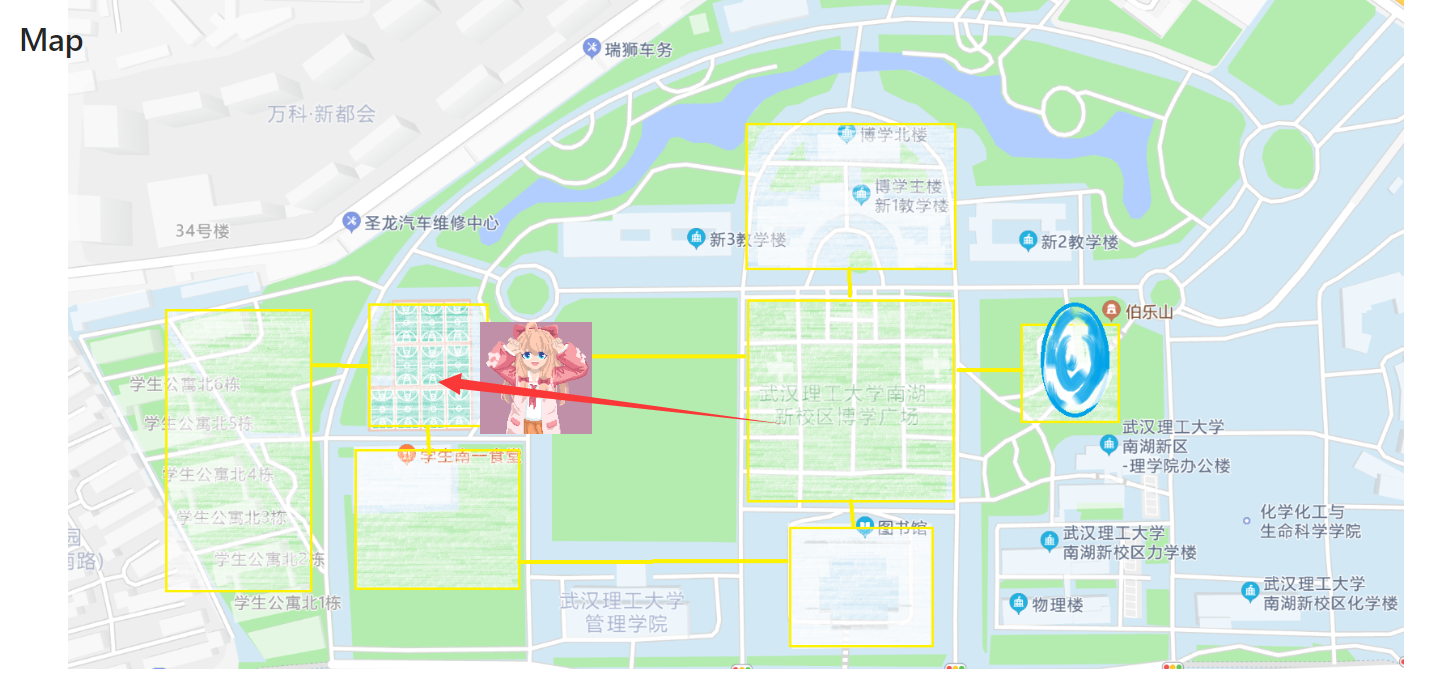 Map
瑞狮车务
万科·新都会
博学北楼
博学主楼
新1教学楼
34号楼
圣龙汽车维修中心
新3教学楼
新2教学楼
伯乐山
学生公寓北6栋
武汉理工大学南湖
新校区博学广场
学生公寓北5栋
武汉理工大学
南湖新区
-理学院办公楼
学生南一食堂
学生公寓北4栋
学生公寓北3栋
图书馆
化学化工与
生命科学学院
园
南路)
学生公寓北2栋
武汉理工大学
南湖新校区力学楼
武汉理工大学
南湖新校区化学楼
学生公寓北1栋
武汉理工大学
管理学院
物理楼